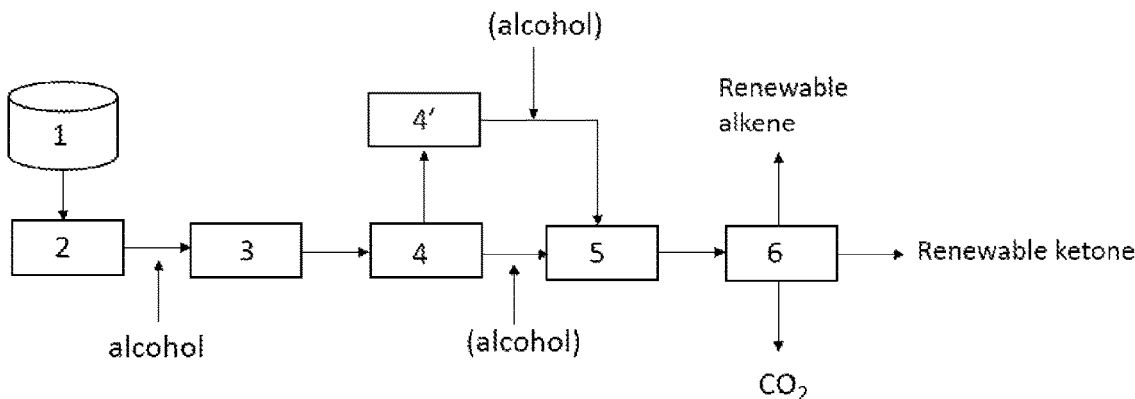 (alcohol)
Renewable
alkene
1
4′
2
3
4
5
6
Renewable ketone
alcohol
(alcohol)
CO₂